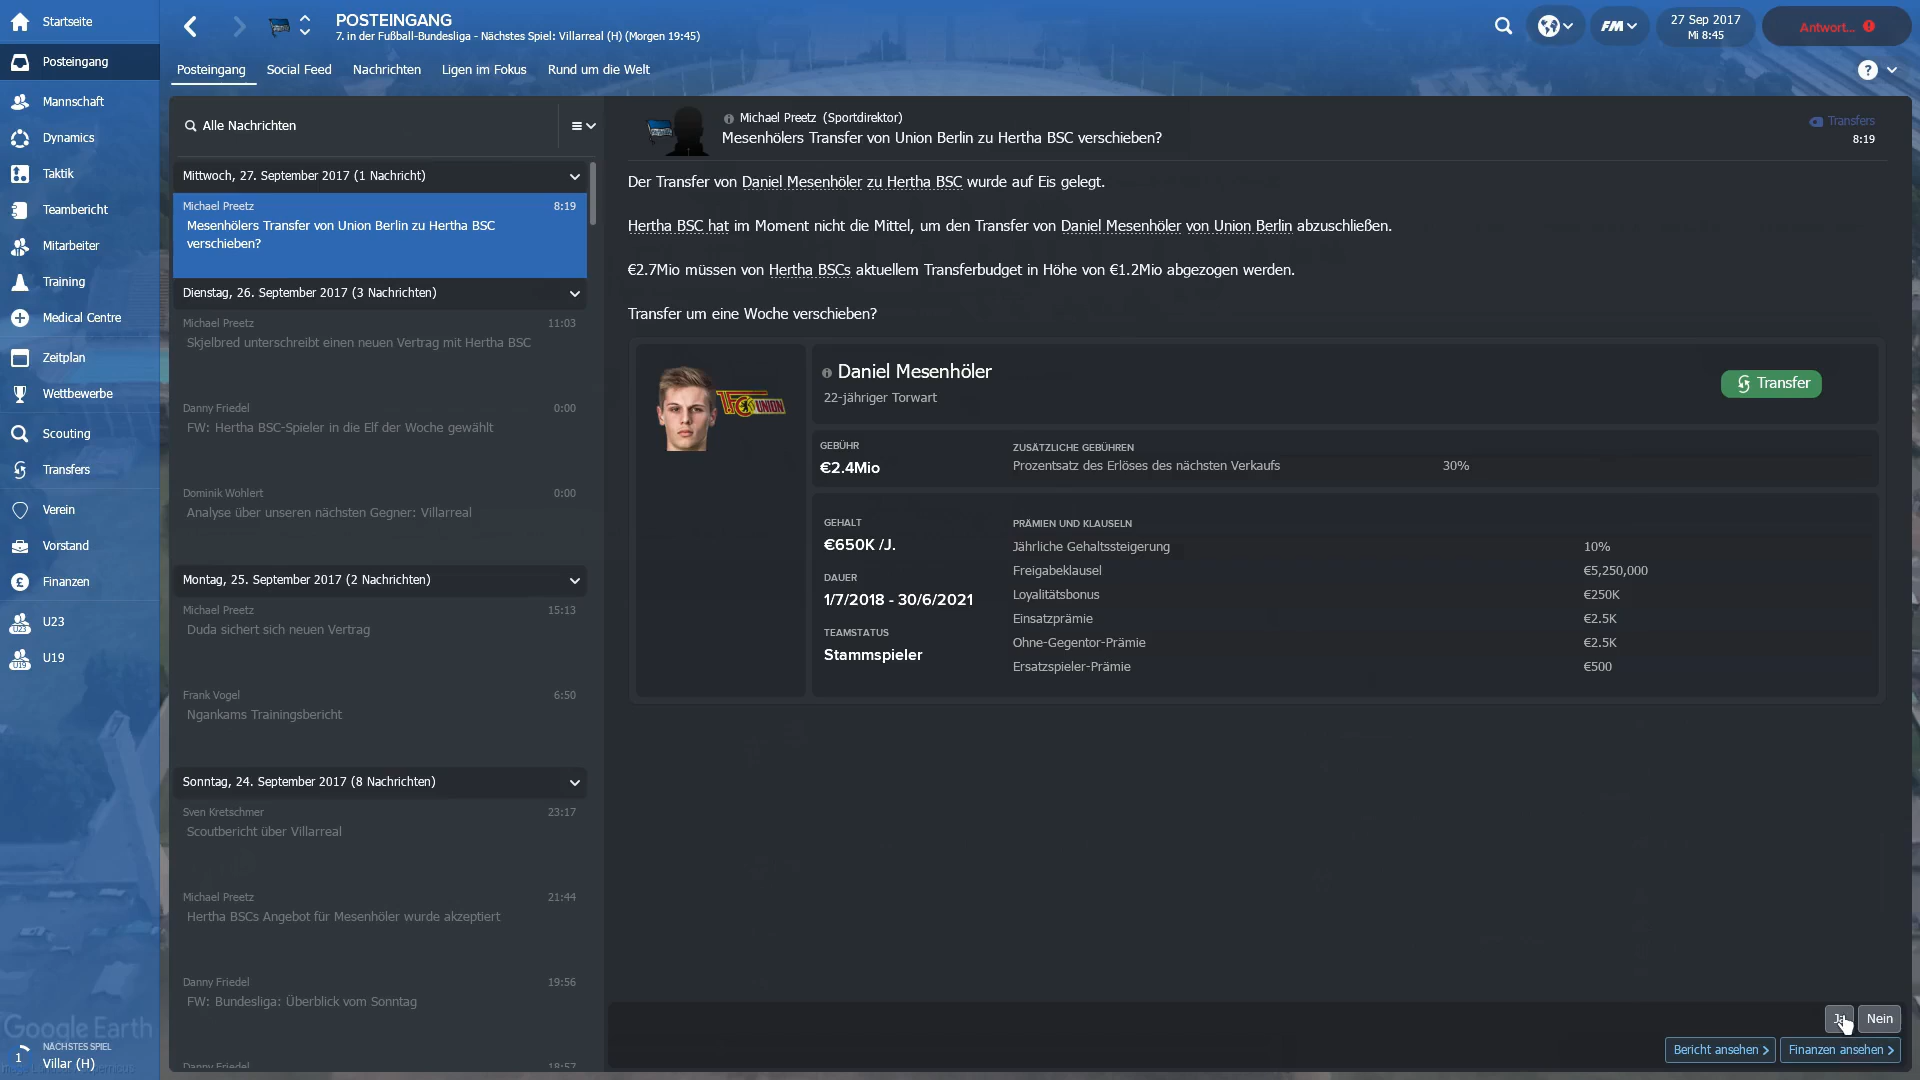 Startseite
Posteingang
Mannschaft
Dynamics
Taktik
Teambericht
Mitarbeiter
Training
Medical Centre
Zeitplan
Wettbewerbe
Scouting
Transfers
Verein
Vorstand
Finanzen
U23
U19
Google Earth
1
NÄCHSTES SPIEL
Villar (H)
POSTEINGANG
7. in der Fußball-Bundesliga - Nächstes Spiel: Villarreal (H) (Morgen 19:45)
FM
27 Sep 2017
Mi 8:45
Antwort...
Posteingang
Social Feed
Nachrichten
Ligen im Fokus
Rund um die Welt
?
Alle Nachrichten
Mittwoch, 27. September 2017 (1 Nachricht)
Michael Preetz 8:19
Mesenhölers Transfer von Union Berlin zu Hertha BSC
verschieben?
Dienstag, 26. September 2017 (3 Nachrichten)
Michael Preetz 11:03
Skjelbred unterschreibt einen neuen Vertrag mit Hertha BSC
Danny Friedel 0:00
FW: Hertha BSC-Spieler in die Elf der Woche gewählt
Dominik Wohlert 0:00
Analyse über unseren nächsten Gegner: Villarreal
Montag, 25. September 2017 (2 Nachrichten)
Michael Preetz 15:13
Duda sichert sich neuen Vertrag
Frank Vogel 6:50
Ngankams Trainingsbericht
Sonntag, 24. September 2017 (8 Nachrichten)
Sven Kretschmer 23:17
Scoutbericht über Villarreal
Michael Preetz 21:44
Hertha BSCs Angebot für Mesenhöler wurde akzeptiert
Danny Friedel 19:56
FW: Bundesliga: Überblick vom Sonntag
Danny Friedel 18:57
Michael Preetz (Sportdirektor)
Mesenhölers Transfer von Union Berlin zu Hertha BSC verschieben?
Transfers
8:19
Der Transfer von Daniel Mesenhöler zu Hertha BSC wurde auf Eis gelegt.
Hertha BSC hat im Moment nicht die Mittel, um den Transfer von Daniel Mesenhöler von Union Berlin abzuschließen.
€2.7Mio müssen von Hertha BSCs aktuellem Transferbudget in Höhe von €1.2Mio abgezogen werden.
Transfer um eine Woche verschieben?
Daniel Mesenhöler
22-jähriger Torwart
Transfer
GEBÜHR
€2.4Mio
ZUSÄTZLICHE GEBÜHREN
Prozentsatz des Erlöses des nächsten Verkaufs 30%
GEHALT
€650K /J.
DAUER
1/7/2018 - 30/6/2021
TEAMSTATUS
Stammspieler
PRÄMIEN UND KLAUSELN
Jährliche Gehaltssteigerung 10%
Freigabeklausel €5,250,000
Loyalitätsbonus €250K
Einsatzprämie €2.5K
Ohne-Gegentor-Prämie €2.5K
Ersatzspieler-Prämie €500
Ja
Nein
Bericht ansehen
Finanzen ansehen